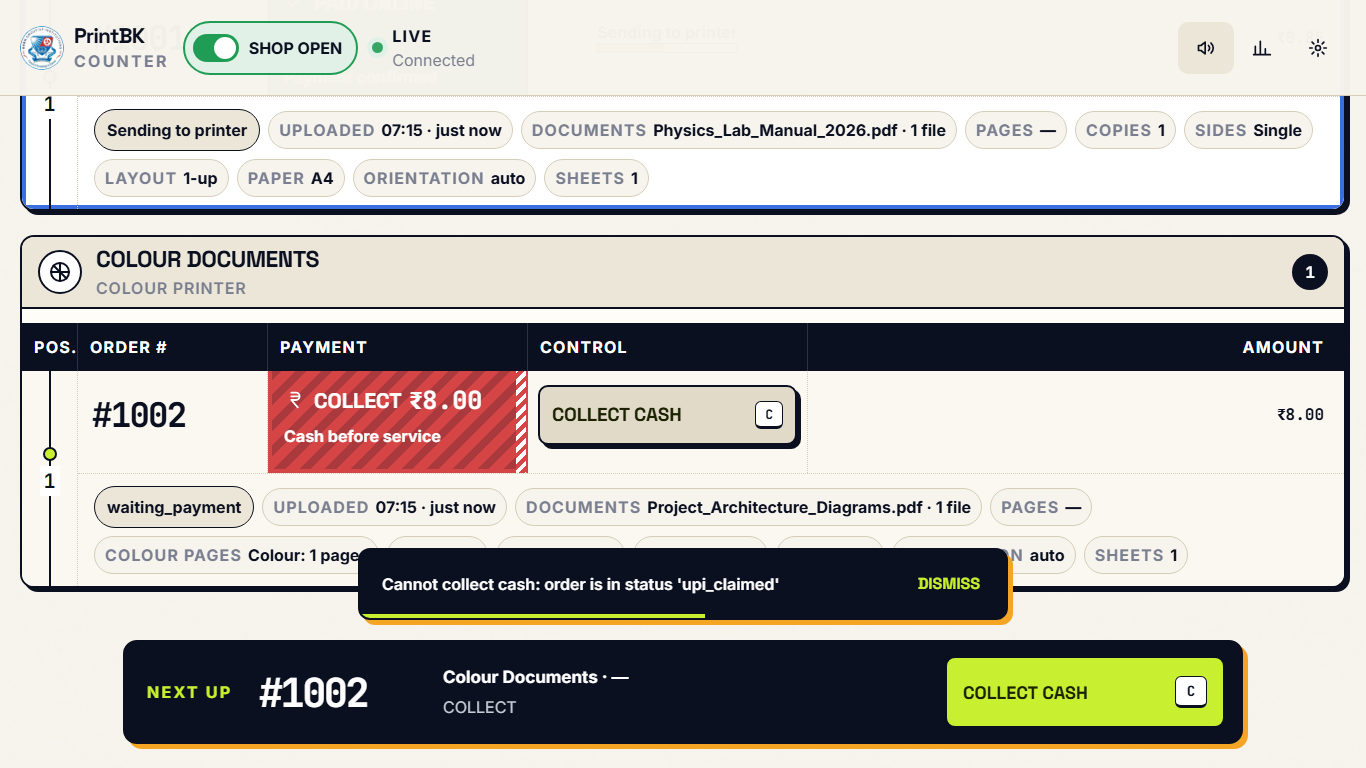 PrintBK
COUNTER
SHOP OPEN
LIVE
Connected
Sending to printer
1
Sending to printer
UPLOADED 07:15 · just now
DOCUMENTS Physics_Lab_Manual_2026.pdf · 1 file
PAGES —
COPIES 1
SIDES Single
LAYOUT 1-up
PAPER A4
ORIENTATION auto
SHEETS 1
COLOUR DOCUMENTS
COLOUR PRINTER
1
POS.
ORDER #
PAYMENT
CONTROL
AMOUNT
#1002
₹ COLLECT ₹8.00
Cash before service
COLLECT CASH
C
₹8.00
1
waiting_payment
UPLOADED 07:15 · just now
DOCUMENTS Project_Architecture_Diagrams.pdf · 1 file
PAGES —
COLOUR PAGES Colour: 1 page
auto
SHEETS 1
Cannot collect cash: order is in status 'upi_claimed'
DISMISS
NEXT UP
#1002
Colour Documents · —
COLLECT
COLLECT CASH
C